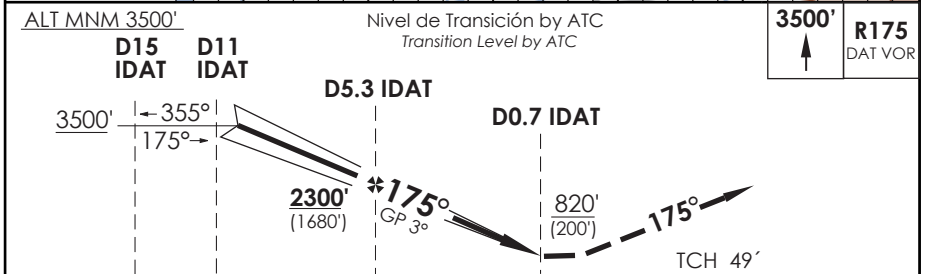 ALT MNM 3500'
Nivel de Transición by ATC
Transition Level by ATC
3500'
R175
DAT VOR
D15
IDAT
D11
IDAT
D5.3 IDAT
D0.7 IDAT
3500'
355°
175°
2300'
(1680')
175°
GP 3°
820'
(200')
175°
TCH 49´